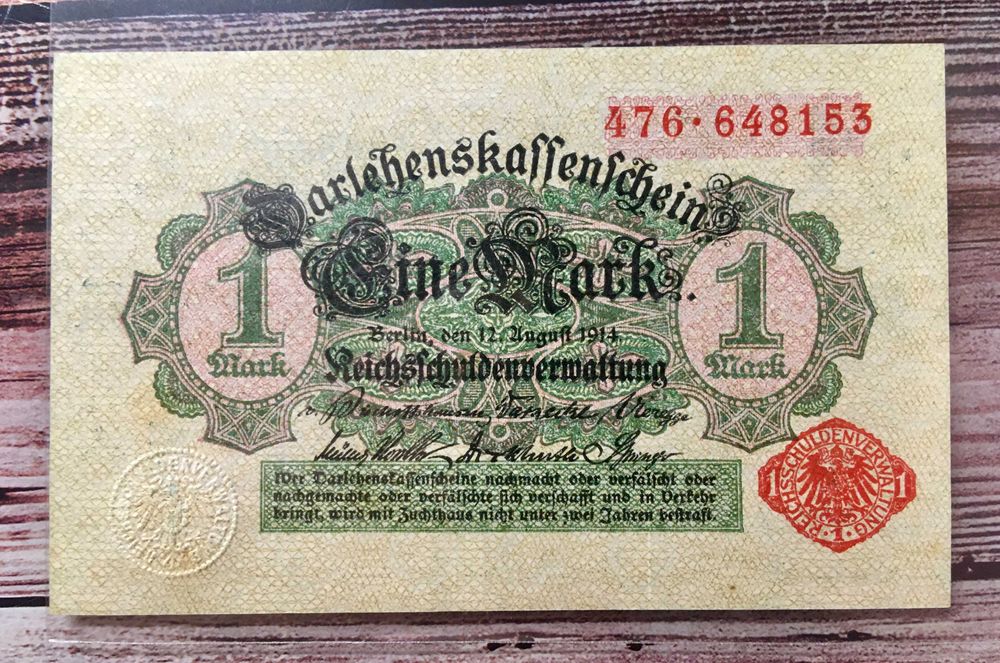 476·648153
Darlehenskassenschein
Eine Mark.
1 Mark
1 Mark
Berlin, den 12. August 1914
Reichsschuldenverwaltung
Wer Darlehenskassenscheine nachmacht oder verfälscht oder
nachgemachte oder verfälschte sich verschafft und in Verkehr
bringt, wird mit Zuchthaus nicht unter zwei Jahren bestraft.
REICHSSCHULDENVERWALTUNG
1 1
·1·